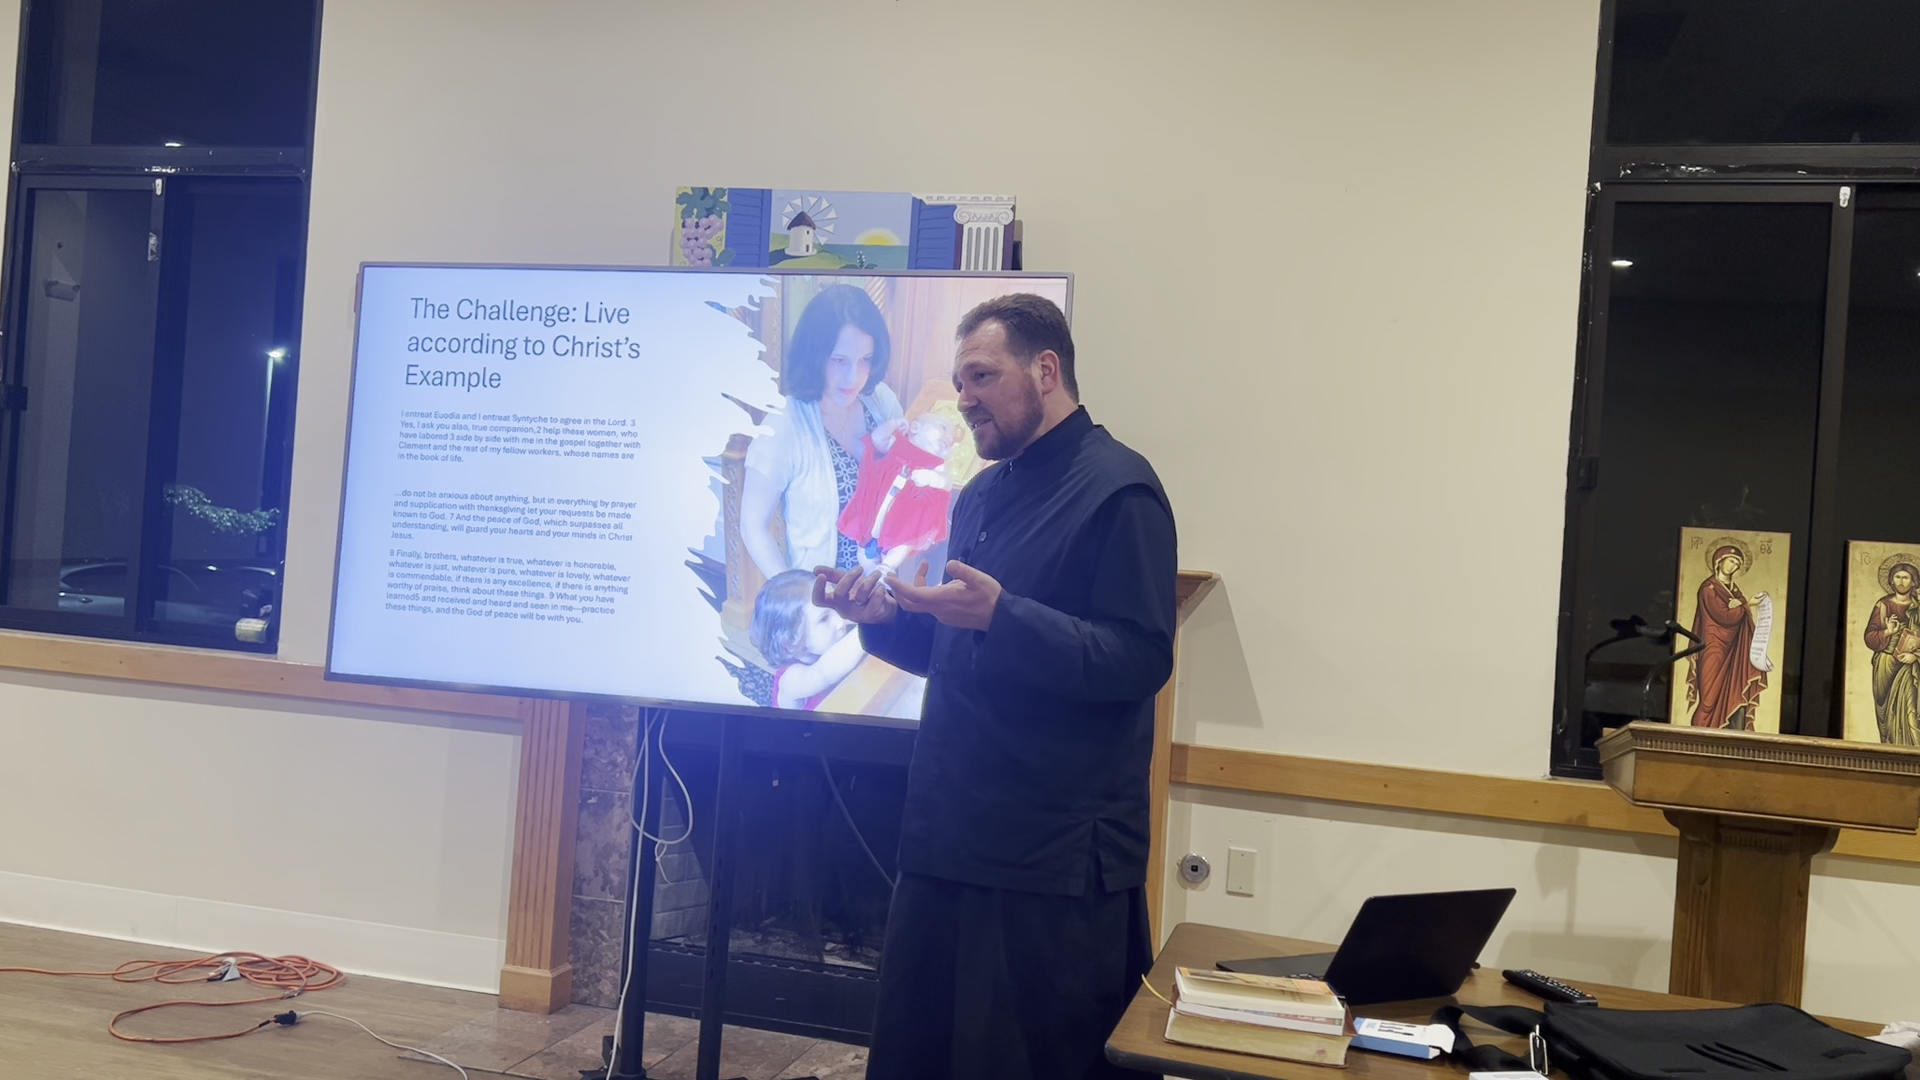 The Challenge: Live
according to Christ's
Example
I entreat Euodia and I entreat Syntyche to agree in the Lord. 3
Yes, I ask you also, true companion,2 help these women, who
have labored 3 side by side with me in the gospel together with
Clement and the rest of my fellow workers, whose names are
in the book of life.
...do not be anxious about anything, but in everything by prayer
and supplication with thanksgiving let your requests be made
known to God. 7 And the peace of God, which surpasses all
understanding, will guard your hearts and your minds in Christ
Jesus.
8 Finally, brothers, whatever is true, whatever is honorable,
whatever is just, whatever is pure, whatever is lovely, whatever
is commendable, if there is any excellence, if there is anything
worthy of praise, think about these things. 9 What you have
learned5 and received and heard and seen in me—practice
these things, and the God of peace will be with you.